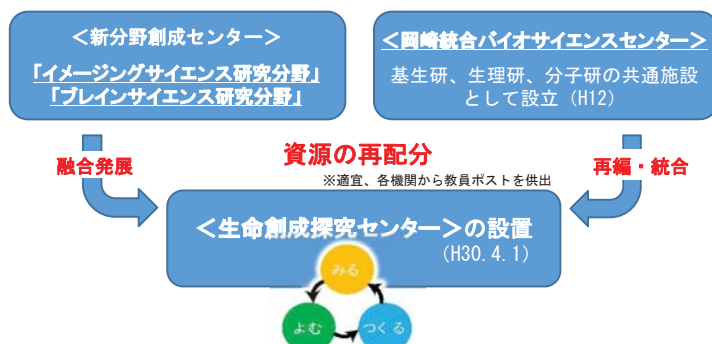 ＜新分野創成センター＞
「イメージングサイエンス研究分野」
「ブレインサイエンス研究分野」
＜岡崎統合バイオサイエンスセンター＞
基生研、生理研、分子研の共通施設
として設立（H12）
融合発展
資源の再配分
再編・統合
※適宜、各機関から教員ポストを供出
＜生命創成探究センター＞の設置
（H30.4.1）
みる
よむ
つくる